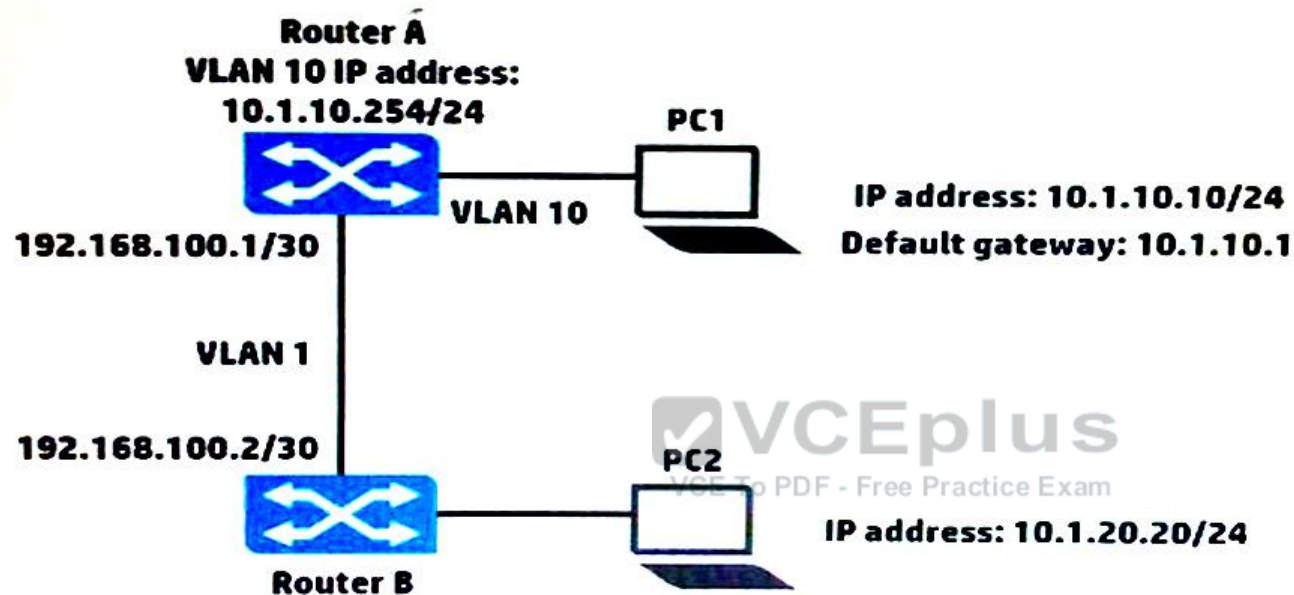 Router A
VLAN 10 IP address:
10.1.10.254/24
PC1
VLAN 10
IP address: 10.1.10.10/24
Default gateway: 10.1.10.1
192.168.100.1/30
VLAN 1
VCEplus
VCE To PDF - Free Practice Exam
192.168.100.2/30
PC2
IP address: 10.1.20.20/24
Router B